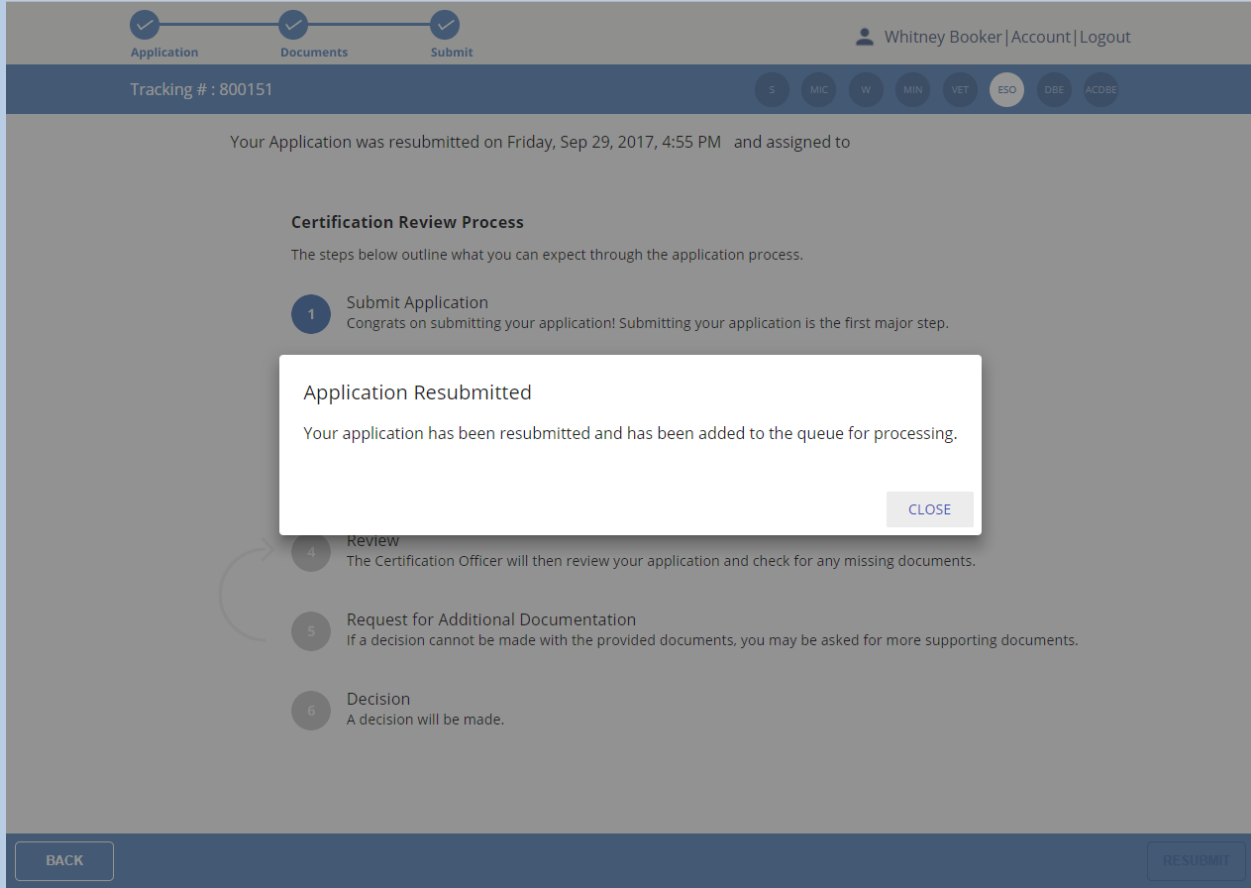 Application Documents Submit
Whitney Booker|Account|Logout
Tracking # : 800151
S MIC W MIN VET ESO DBE ACDBE
Your Application was resubmitted on Friday, Sep 29, 2017, 4:55 PM and assigned to
Certification Review Process
The steps below outline what you can expect through the application process.
1 Submit Application
Congrats on submitting your application! Submitting your application is the first major step.
Application Resubmitted
Your application has been resubmitted and has been added to the queue for processing.
CLOSE
4 Review
The Certification Officer will then review your application and check for any missing documents.
5 Request for Additional Documentation
If a decision cannot be made with the provided documents, you may be asked for more supporting documents.
6 Decision
A decision will be made.
BACK
RESUBMIT